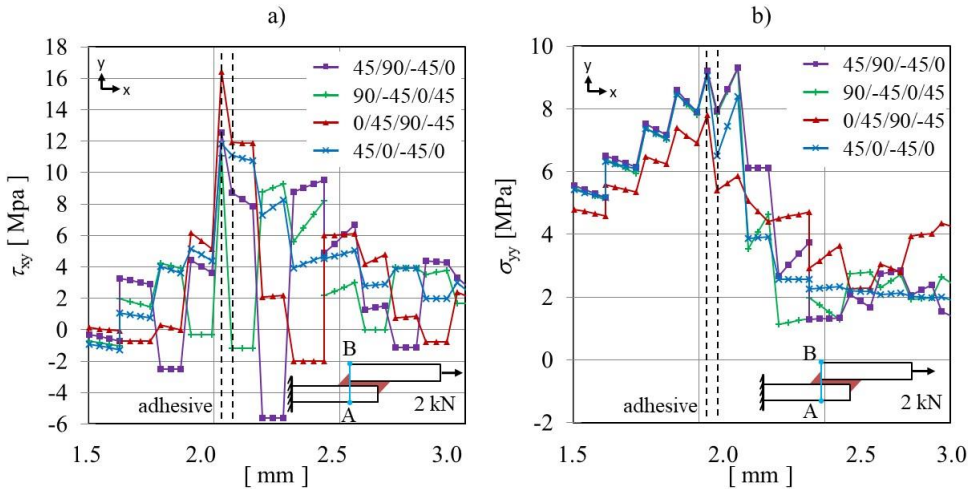 a)
18
16
14
12
10
8
6
4
2
0
-2
-4
-6
τxy [ Mpa ]
y
x
45/90/-45/0
90/-45/0/45
0/45/90/-45
45/0/-45/0
adhesive
B
A
2 kN
1.5 2.0 2.5 3.0
[ mm ]
b)
10
8
6
4
2
0
-2
σyy [MPa]
y
x
45/90/-45/0
90/-45/0/45
0/45/90/-45
45/0/-45/0
adhesive
B
A
2 kN
1.5 2.0 2.5 3.0
[ mm ]